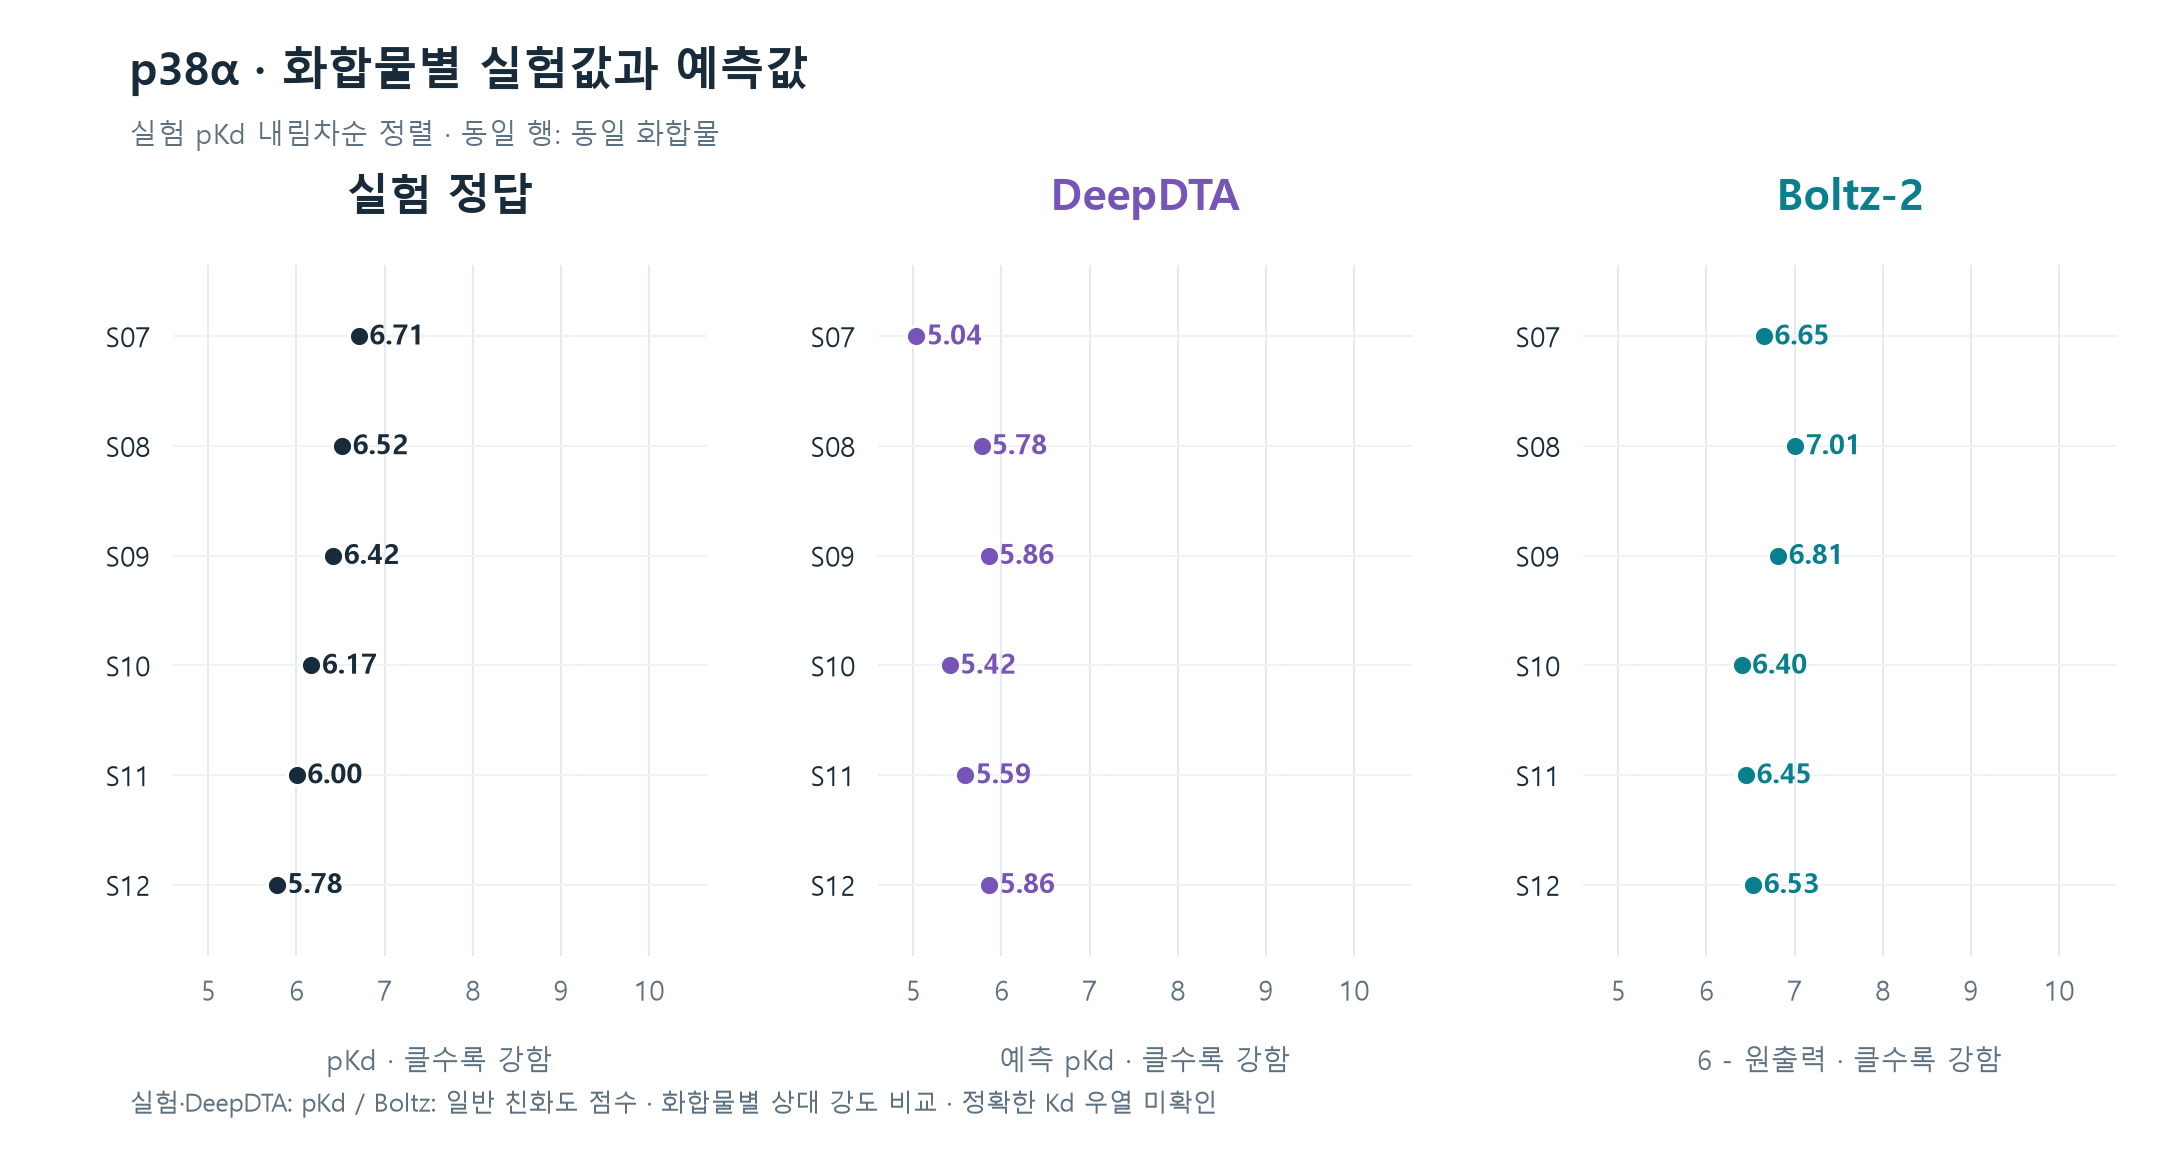 p38α · 화합물별 실험값과 예측값
실험 pKd 내림차순 정렬 · 동일 행: 동일 화합물
실험 정답
S07 6.71
S08 6.52
S09 6.42
S10 6.17
S11 6.00
S12 5.78
5 6 7 8 9 10
pKd · 클수록 강함
DeepDTA
S07 5.04
S08 5.78
S09 5.86
S10 5.42
S11 5.59
S12 5.86
5 6 7 8 9 10
예측 pKd · 클수록 강함
Boltz-2
S07 6.65
S08 7.01
S09 6.81
S10 6.40
S11 6.45
S12 6.53
5 6 7 8 9 10
6 - 원출력 · 클수록 강함
실험·DeepDTA: pKd / Boltz: 일반 친화도 점수 · 화합물별 상대 강도 비교 · 정확한 Kd 우열 미확인